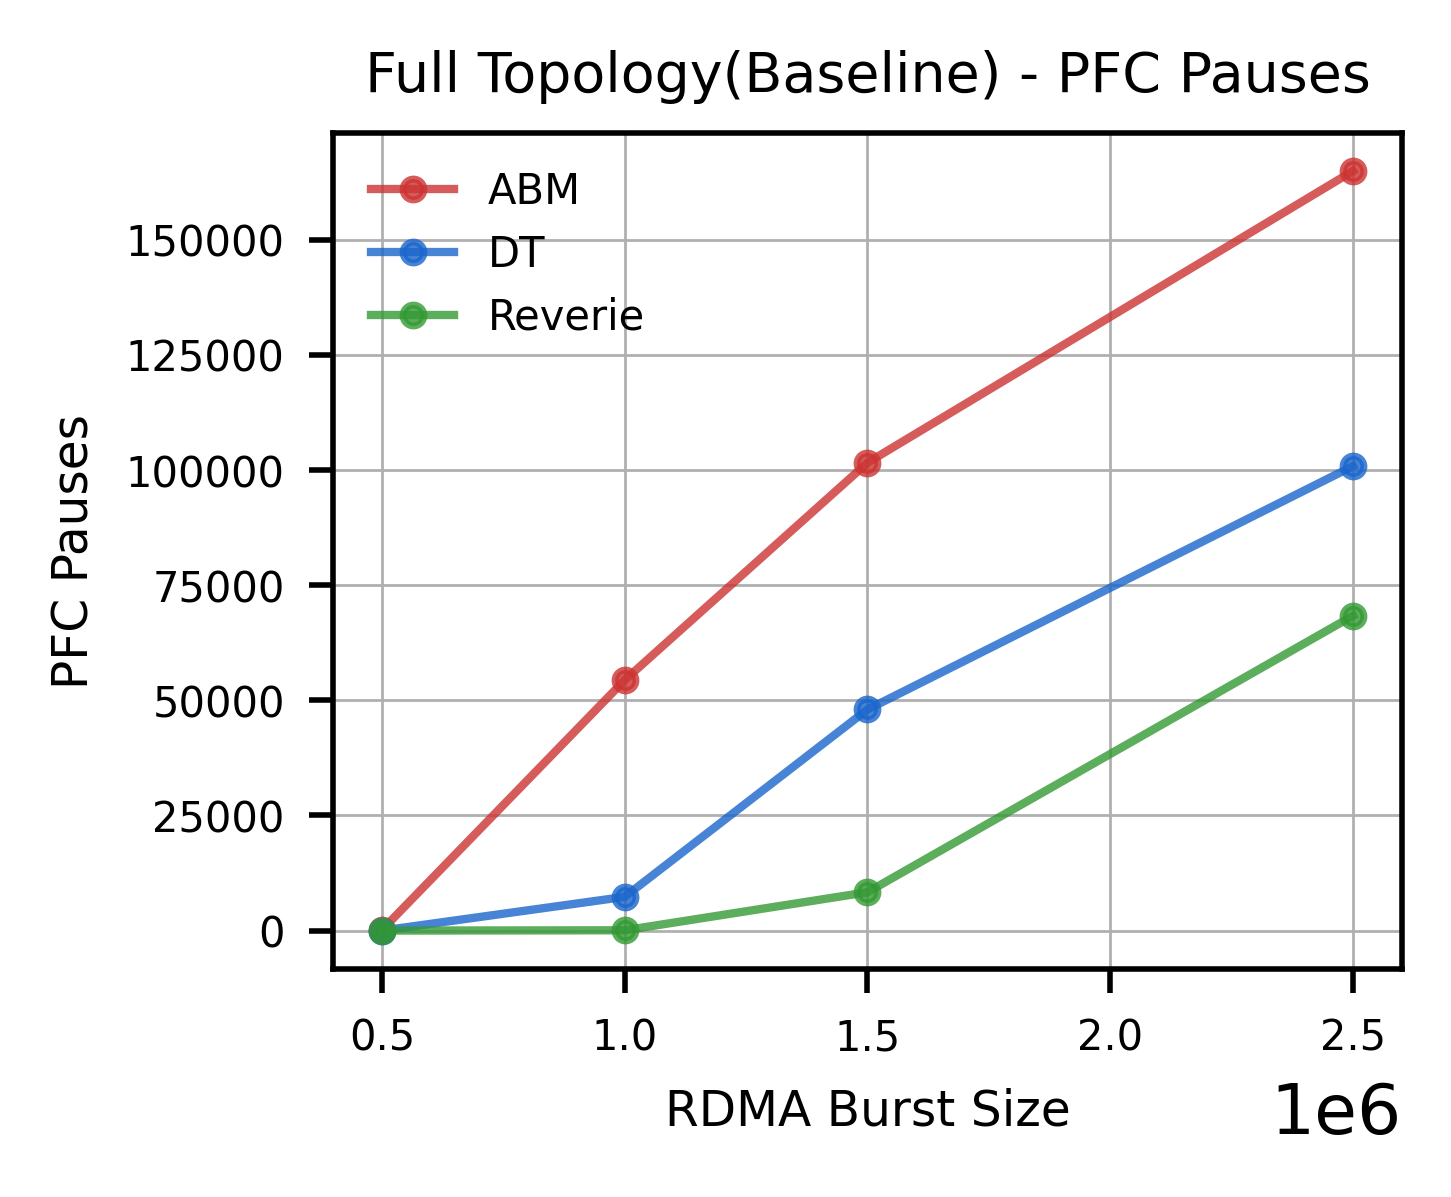 Full Topology(Baseline) - PFC Pauses
ABM
DT
Reverie
PFC Pauses
150000
125000
100000
75000
50000
25000
0
0.5 1.0 1.5 2.0 2.5
RDMA Burst Size
1e6